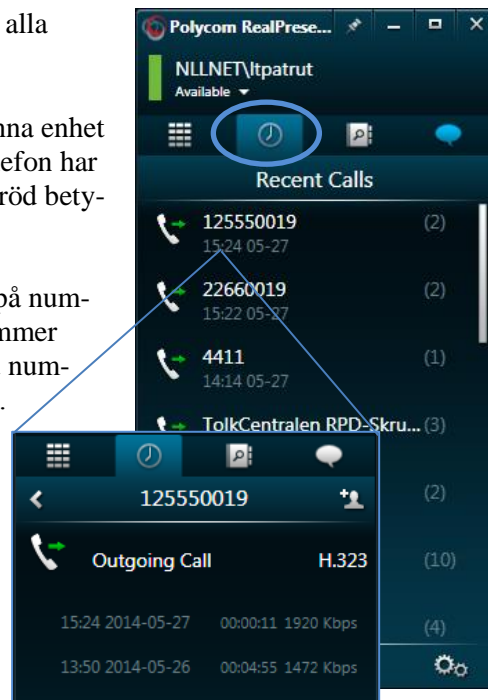 alla
nna enhet
efon har
röd bety-
på num-
mmer
num-
.
Polycom RealPrese...
NLLNET\ltpatrut
Available
Recent Calls
125550019 (2)
15:24 05-27
22660019 (2)
15:22 05-27
4411 (1)
14:14 05-27
TolkCentralen RPD-Skru... (3)
(2)
(10)
(4)
125550019
Outgoing Call H.323
15:24 2014-05-27 00:00:11 1920 Kbps
13:50 2014-05-26 00:04:55 1472 Kbps